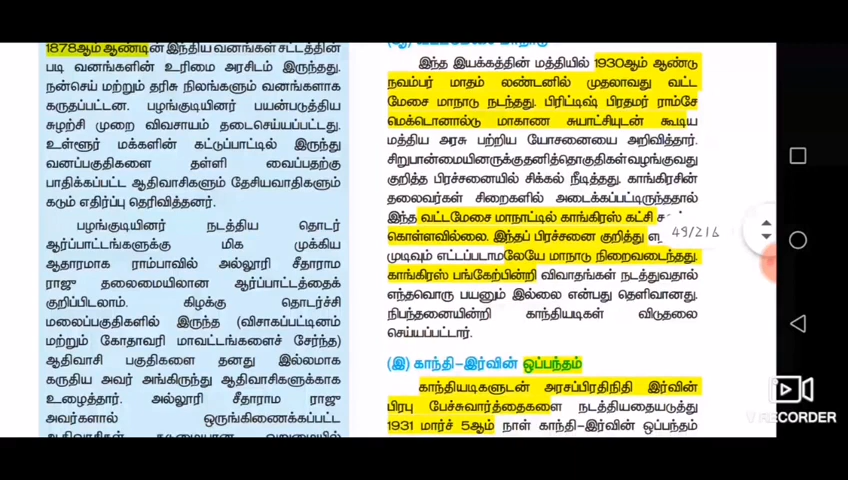 1878ஆம் ஆண்டின் இந்திய வனங்கள் சட்டத்தின்
படி வனங்களின் உரிமை அரசிடம் இருந்தது.
நன்செய் மற்றும் தரிசு நிலங்களும் வனங்களாக
கருதப்பட்டன. பழங்குடியினர் பயன்படுத்திய
சுழற்சி முறை விவசாயம் தடைசெய்யப்பட்டது.
உள்ளூர் மக்களின் கட்டுப்பாட்டில் இருந்து
வனப்பகுதிகளை தள்ளி வைப்பதற்கு
பாதிக்கப்பட்ட ஆதிவாசிகளும் தேசியவாதிகளும்
கடும் எதிர்ப்பு தெரிவித்தனர்.
பழங்குடியினர் நடத்திய தொடர்
ஆர்ப்பாட்டங்களுக்கு மிக முக்கிய
ஆதாரமாக ராம்பாவில் அல்லூரி சீதாராம
ராஜு தலைமையிலான ஆர்ப்பாட்டத்தைக்
குறிப்பிடலாம். கிழக்கு தொடர்ச்சி
மலைப்பகுதிகளில் இருந்த (விசாகப்பட்டினம்
மற்றும் கோதாவரி மாவட்டங்களைச் சேர்ந்த)
ஆதிவாசி பகுதிகளை தனது இல்லமாக
கருதிய அவர் அங்கிருந்து ஆதிவாசிகளுக்காக
உழைத்தார். அல்லூரி சீதாராம ராஜு
அவர்களால் ஒருங்கிணைக்கப்பட்ட
இந்த இயக்கத்தின் மத்தியில் 1930ஆம் ஆண்டு
நவம்பர் மாதம் லண்டனில் முதலாவது வட்ட
மேசை மாநாடு நடந்தது. பிரிட்டிஷ் பிரதமர் ராம்சே
மெக்டொனால்டு மாகாண சுயாட்சியுடன் கூடிய
மத்திய அரசு பற்றிய யோசனையை அறிவித்தார்.
சிறுபான்மையினருக்குதனித்தொகுதிகள்வழங்குவது
குறித்த பிரச்சனையில் சிக்கல் நீடித்தது. காங்கிரசின்
தலைவர்கள் சிறைகளில் அடைக்கப்பட்டிருந்ததால்
இந்த வட்டமேசை மாநாட்டில் காங்கிரஸ் கட்சி
கொள்ளவில்லை. இந்தப் பிரச்சனை குறித்து
முடிவும் எட்டப்படாமலேயே மாநாடு நிறைவடைந்தது.
காங்கிரஸ் பங்கேற்பின்றி விவாதங்கள் நடத்துவதால்
எந்தவொரு பயனும் இல்லை என்பது தெளிவானது.
நிபந்தனையின்றி காந்தியடிகள் விடுதலை
செய்யப்பட்டார்.
(இ) காந்தி-இர்வின் ஒப்பந்தம்
காந்தியடிகளுடன் அரசப்பிரதிநிதி இர்வின்
பிரபு பேச்சுவார்த்தைகளை நடத்தியதையடுத்து
1931 மார்ச் 5ஆம் நாள் காந்தி-இர்வின் ஒப்பந்தம்
49/216
RECORDER